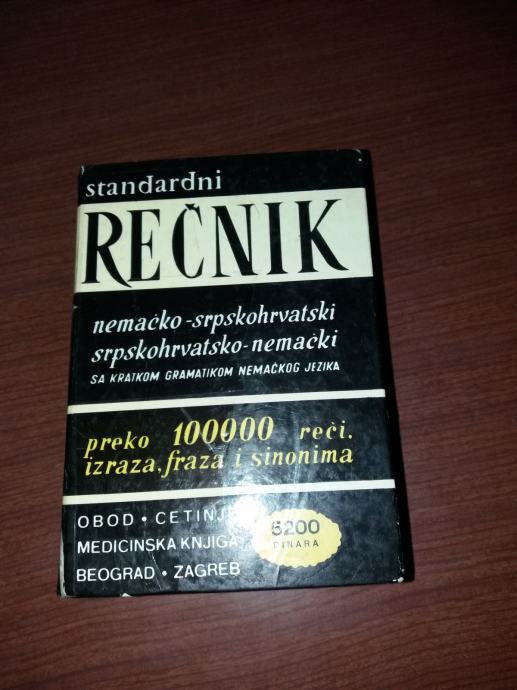 standardni
REČNIK
nemačko-srpskohrvatski
srpskohrvatsko-nemački
SA KRATKOM GRAMATIKOM NEMAČKOG JEZIKA
preko 100000 reči,
izraza, fraza i sinonima
OBOD • CETINJE
MEDICINSKA KNJIGA
BEOGRAD • ZAGREB
5200
DINARA